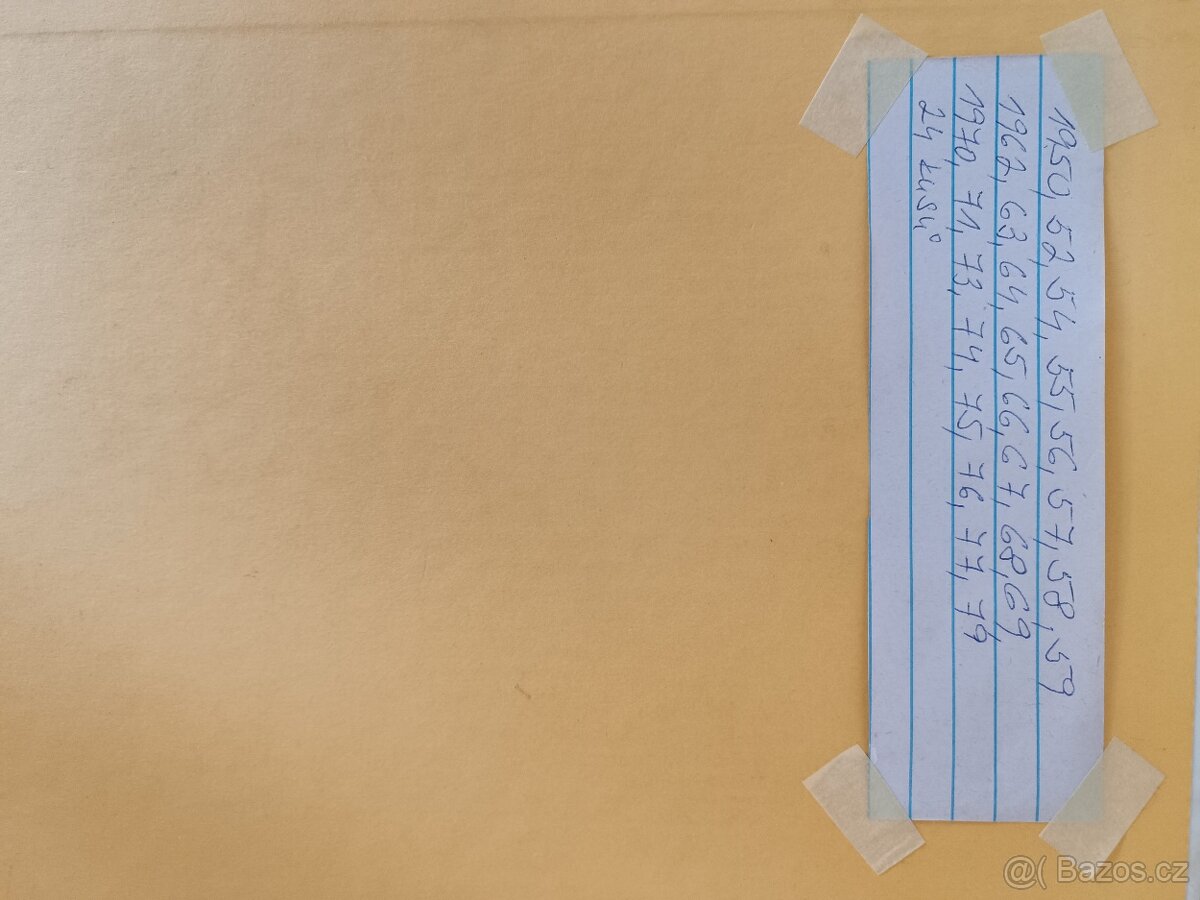 1950, 52, 54, 55, 56, 57, 58, 59
1962, 63, 64, 65, 66, 67, 68, 69
1970, 71, 73, 74, 75, 76, 77, 79
24 kusů
@( Bazos.cz